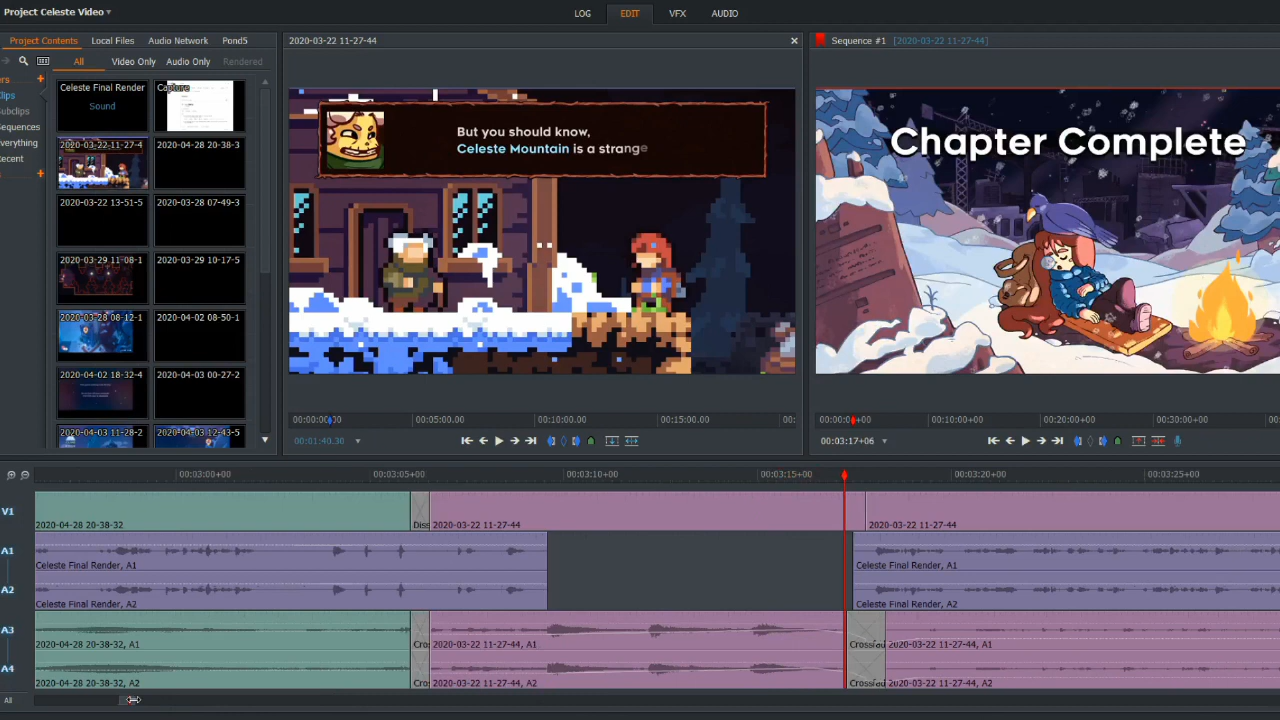 Project Celeste Video
LOG
EDIT
VFX
AUDIO
Project Contents
Local Files
Audio Network
Pond5
2020-03-22 11-27-44
Sequence #1 [2020-03-22 11-27-44]
All
Video Only
Audio Only
Rendered
ers
lips
ubclips
equences
verything
ecent
Celeste Final Render
Sound
Capture
2020-03-22 11-27-4
2020-04-28 20-38-3
2020-03-22 13-51-5
2020-03-28 07-49-3
2020-03-29 11-08-1
2020-03-29 10-17-5
2020-03-28 08-12-1
2020-04-02 08-50-1
2020-04-02 18-32-4
2020-04-03 00-27-2
2020-04-03 11-28-2
2020-04-03 12-43-5
But you should know,
Celeste Mountain is a strange
Chapter Complete
00:00:00.00
00:05:00.00
00:10:00.00
00:15:00.00
00:
00:01:40.30
00:00:00+00
00:10:00+00
00:20:00+00
00:30:00+00
00
00:03:17+06
00:03:00+00
00:03:05+00
00:03:10+00
00:03:15+00
00:03:20+00
00:03:25+00
V1
2020-04-28 20-38-32
Diss
2020-03-22 11-27-44
2020-03-22 11-27-44
A1
Celeste Final Render, A1
Celeste Final Render, A1
A2
Celeste Final Render, A2
Celeste Final Render, A2
A3
2020-04-28 20-38-32, A1
Cros
2020-03-22 11-27-44, A1
Crossfad
2020-03-22 11-27-44, A1
A4
2020-04-28 20-38-32, A2
Cros
2020-03-22 11-27-44, A2
Crossfad
2020-03-22 11-27-44, A2
All